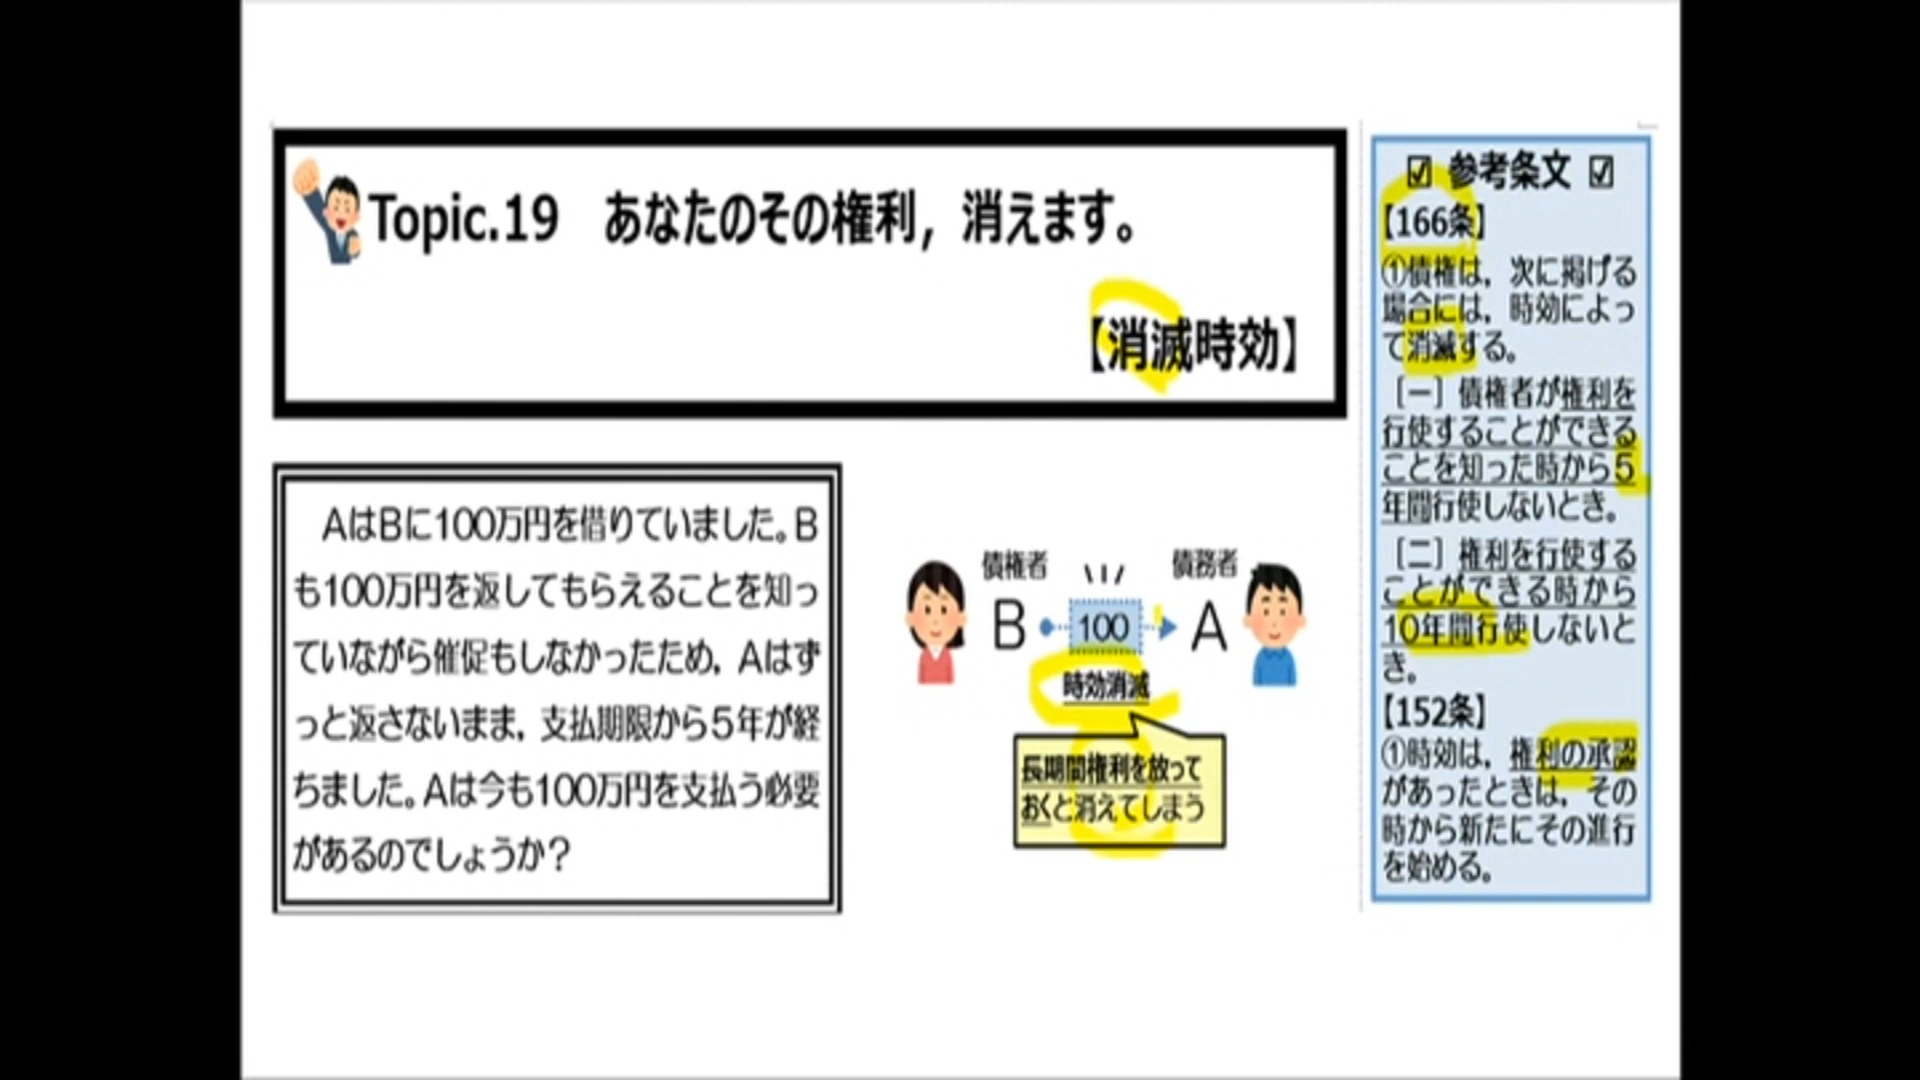 Topic.19　あなたのその権利，消えます。
【消滅時効】
AはBに100万円を借りていました。B
も100万円を返してもらえることを知っ
ていながら催促もしなかったため，Aはず
っと返さないまま，支払期限から５年が経
ちました。Aは今も100万円を支払う必要
があるのでしょうか？
債権者
債務者
B
100
A
時効消滅
長期間権利を放って
おくと消えてしまう
☑ 参考条文 ☑
【166条】
①債権は，次に掲げる
場合には，時効によっ
て消滅する。
［一］債権者が権利を
行使することができる
ことを知った時から５
年間行使しないとき。
［二］権利を行使する
ことができる時から
10年間行使しないと
き。
【152条】
①時効は，権利の承認
があったときは，その
時から新たにその進行
を始める。